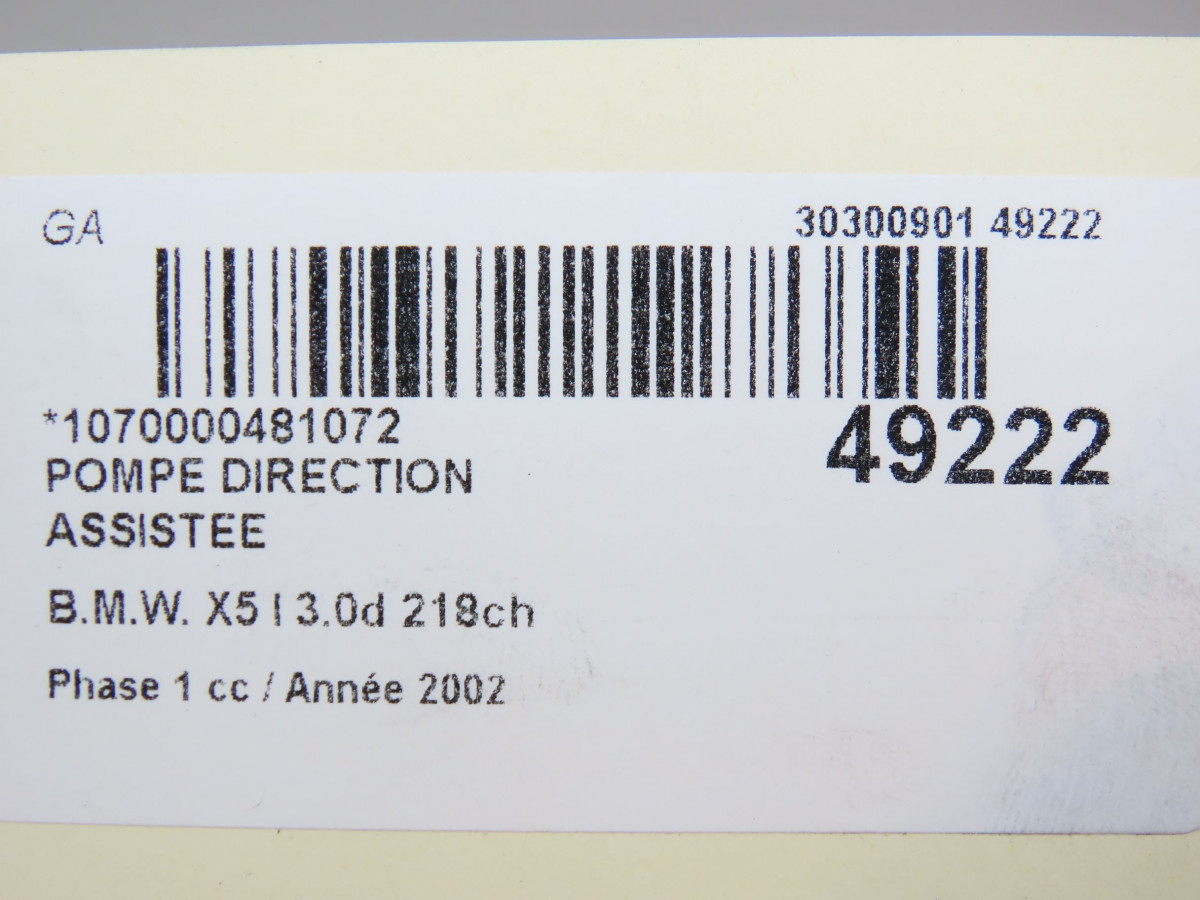 GA
30300901 49222
*1070000481072
49222
POMPE DIRECTION
ASSISTEE
B.M.W. X5 I 3.0d 218ch
Phase 1 cc / Année 2002